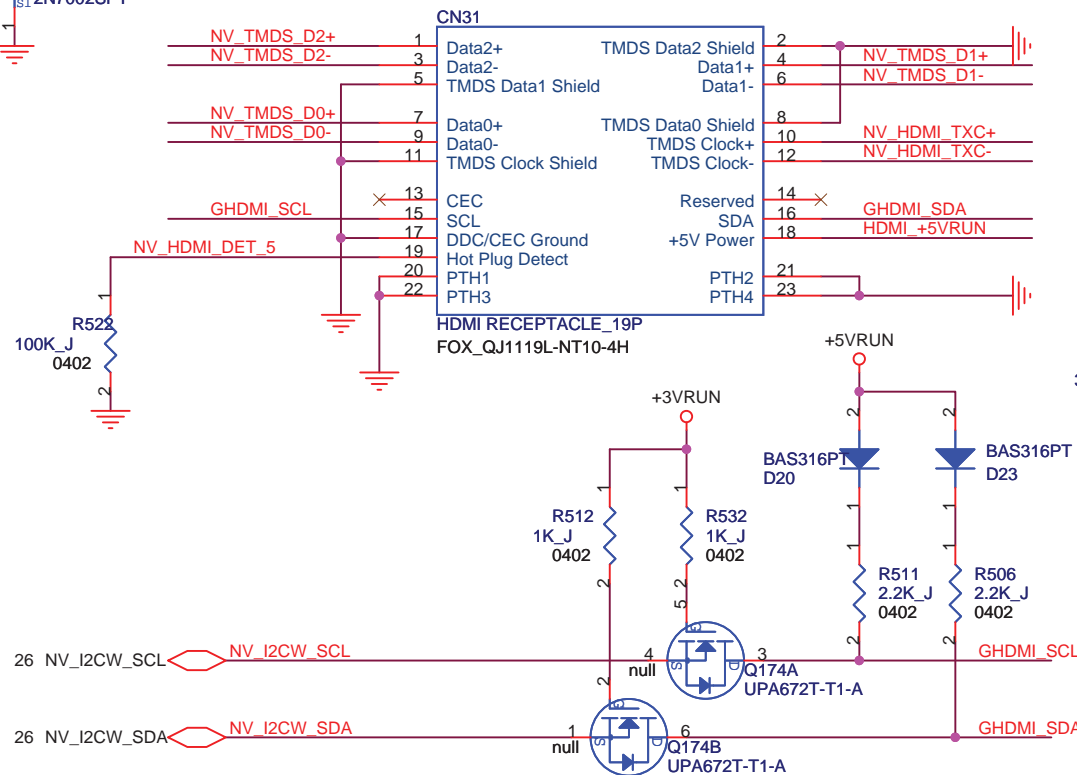 S1 2N7002SPT
1
CN31
NV_TMDS_D2+ 1 Data2+ TMDS Data2 Shield 2
NV_TMDS_D2- 3 Data2- Data1+ 4 NV_TMDS_D1+
5 TMDS Data1 Shield Data1- 6 NV_TMDS_D1-
NV_TMDS_D0+ 7 Data0+ TMDS Data0 Shield 8
NV_TMDS_D0- 9 Data0- TMDS Clock+ 10 NV_HDMI_TXC+
11 TMDS Clock Shield TMDS Clock- 12 NV_HDMI_TXC-
13 CEC Reserved 14
GHDMI_SCL 15 SCL SDA 16 GHDMI_SDA
17 DDC/CEC Ground +5V Power 18 HDMI_+5VRUN
NV_HDMI_DET_5 19 Hot Plug Detect
20 PTH1 PTH2 21
22 PTH3 PTH4 23
HDMI RECEPTACLE_19P
FOX_QJ1119L-NT10-4H
1
R522
100K_J
0402
2
+5VRUN
+3VRUN
2 2
BAS316PT
D20
BAS316PT
D23
1 1
1 1
R512
1K_J
0402
R532
1K_J
0402
1 1
R511
2.2K_J
0402
R506
2.2K_J
0402
2 2
5
2 2
26 NV_I2CW_SCL NV_I2CW_SCL 4 null G S D 3 GHDMI_SCL
Q174A
UPA672T-T1-A
2
26 NV_I2CW_SDA NV_I2CW_SDA 1 null G S D 6 GHDMI_SDA
Q174B
UPA672T-T1-A